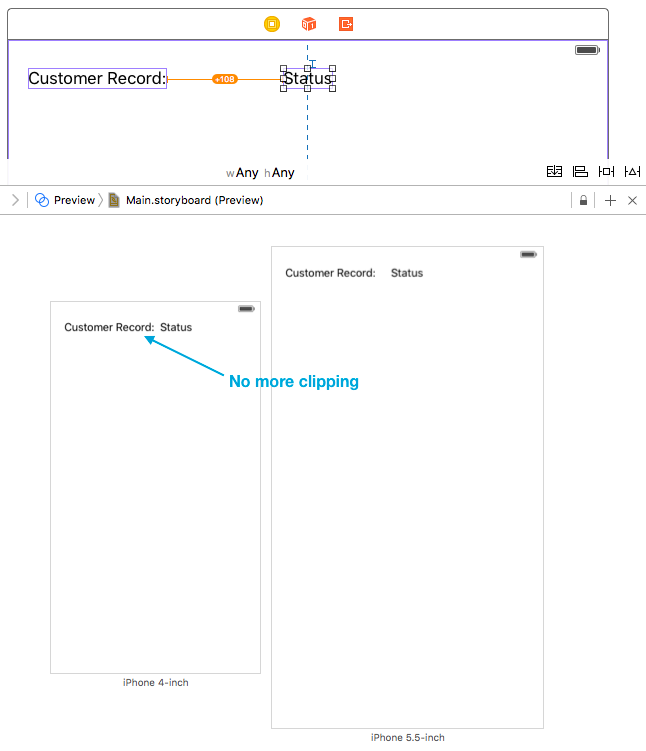 Customer Record:
+108
Status
wAny hAny
Preview
Main.storyboard (Preview)
Customer Record: Status
Customer Record: Status
No more clipping
iPhone 4-inch
iPhone 5.5-inch